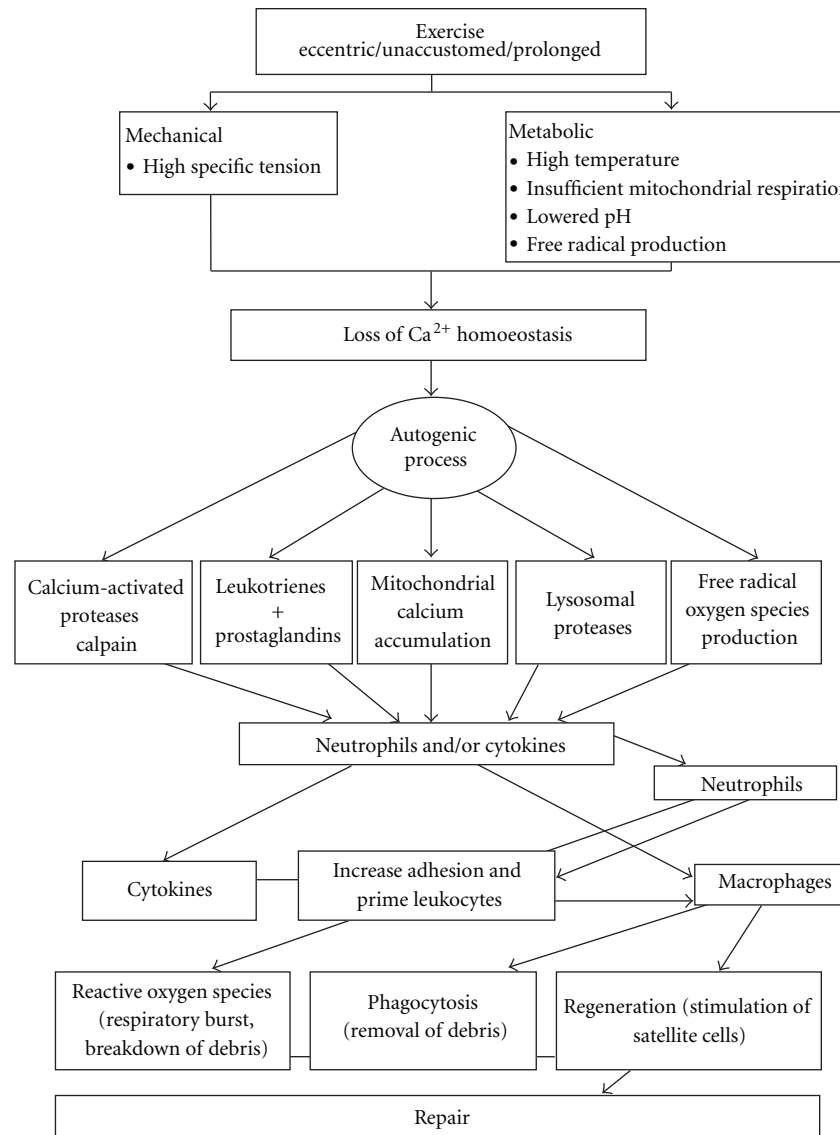 Exercise
eccentric/unaccustomed/prolonged
Mechanical
• High specific tension
Metabolic
• High temperature
• Insufficient mitochondrial respiration
• Lowered pH
• Free radical production
Loss of Ca²⁺ homoeostasis
Autogenic
process
Calcium-activated
proteases
calpain
Leukotrienes
+
prostaglandins
Mitochondrial
calcium
accumulation
Lysosomal
proteases
Free radical
oxygen species
production
Neutrophils and/or cytokines
Neutrophils
Cytokines
Increase adhesion and
prime leukocytes
Macrophages
Reactive oxygen species
(respiratory burst,
breakdown of debris)
Phagocytosis
(removal of debris)
Regeneration (stimulation of
satellite cells)
Repair